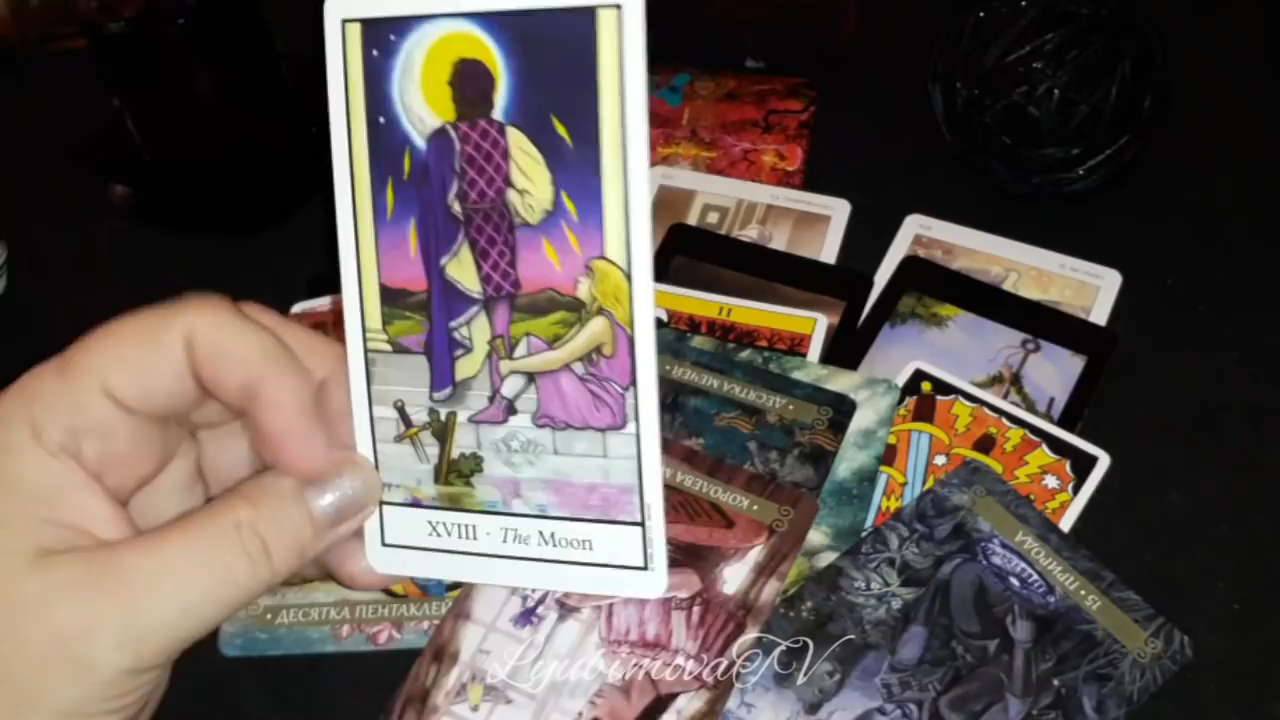 II
• ДЕСЯТКА МЕЧЕЙ •
КОРОЛЕВА М
XVIII · The Moon
15 • ПРИРОДА
• ДЕСЯТКА ПЕНТАКЛЕЙ
LyubimovaTV